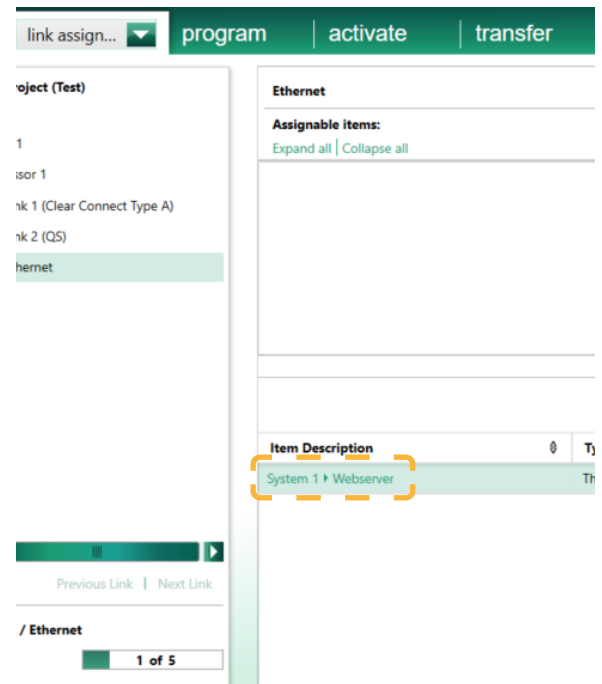 link assign... program activate transfer
oject (Test)
1
ssor 1
nk 1 (Clear Connect Type A)
nk 2 (QS)
hernet
Previous Link | Next Link
/ Ethernet
1 of 5
Ethernet
Assignable items:
Expand all | Collapse all
Item Description Ty
System 1 Webserver Th